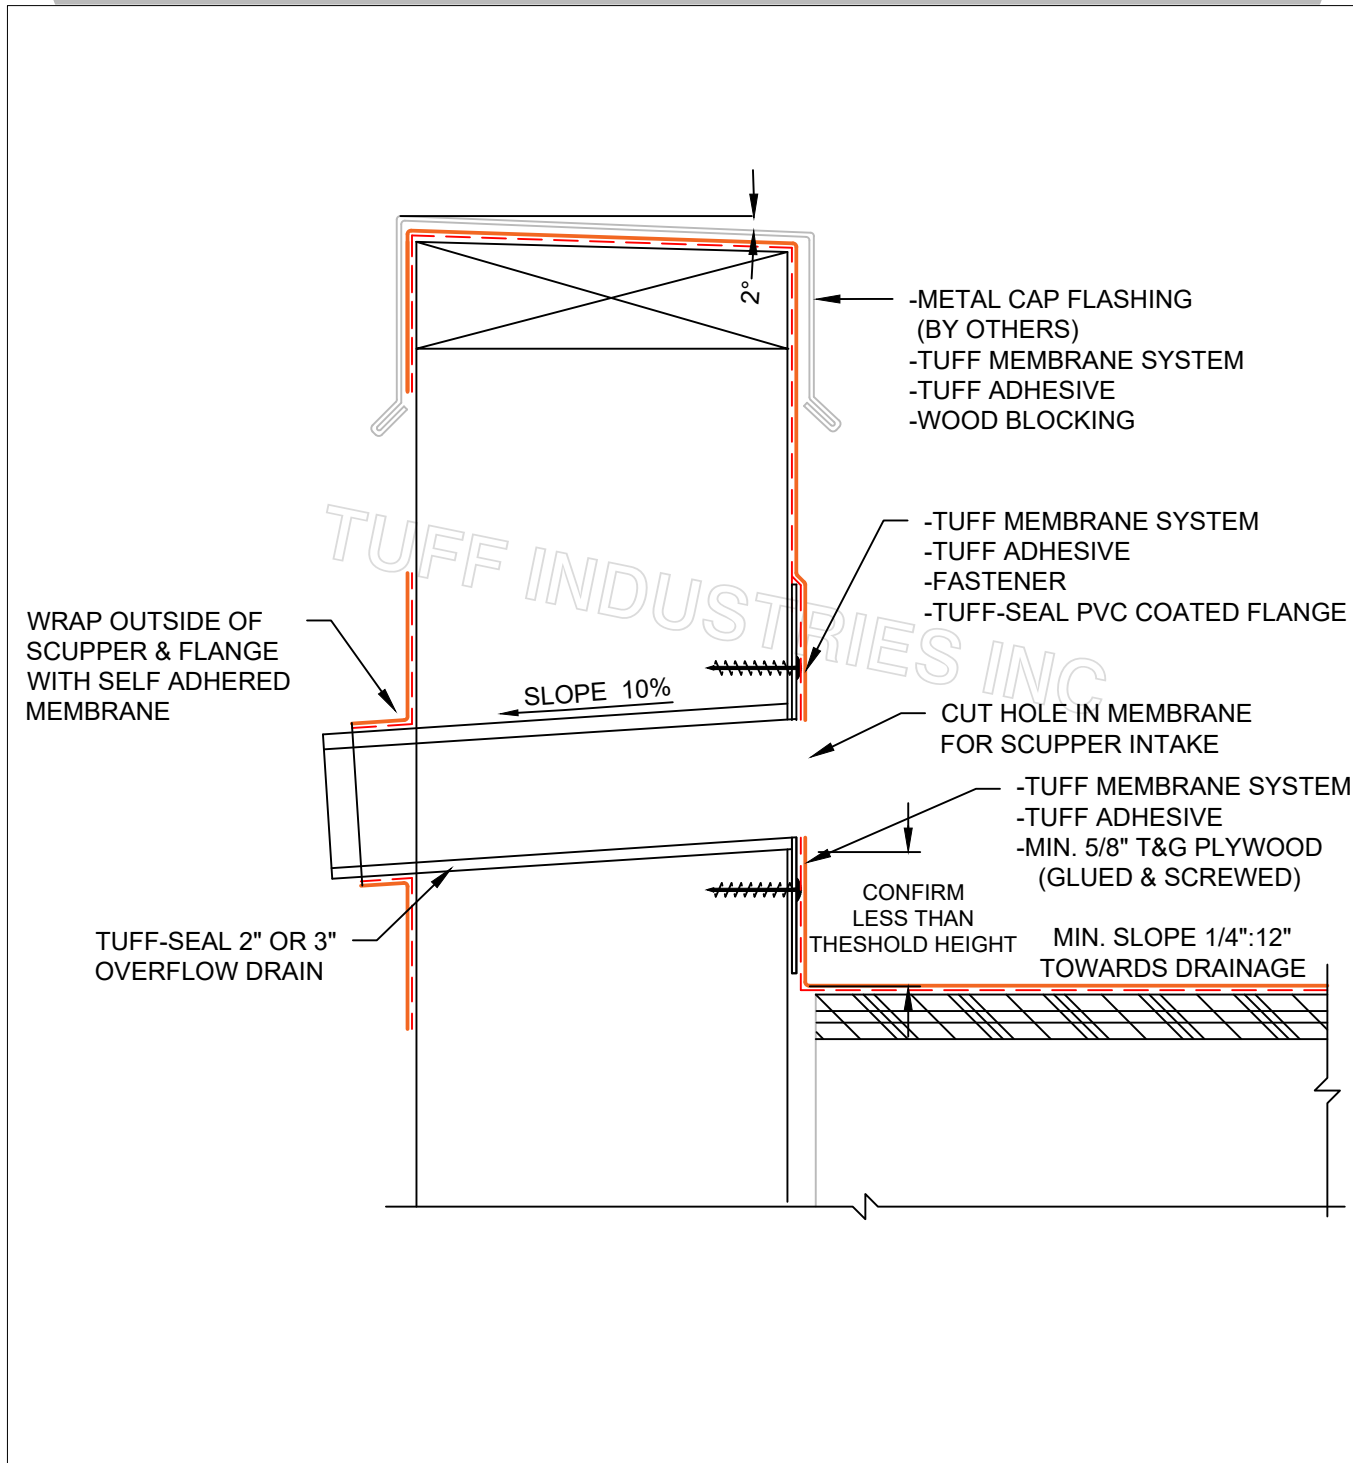 2°
-METAL CAP FLASHING
(BY OTHERS)
-TUFF MEMBRANE SYSTEM
-TUFF ADHESIVE
-WOOD BLOCKING
TUFF INDUSTRIES INC
-TUFF MEMBRANE SYSTEM
-TUFF ADHESIVE
-FASTENER
-TUFF-SEAL PVC COATED FLANGE
WRAP OUTSIDE OF
SCUPPER & FLANGE
WITH SELF ADHERED
MEMBRANE
SLOPE 10%
CUT HOLE IN MEMBRANE
FOR SCUPPER INTAKE
-TUFF MEMBRANE SYSTEM
-TUFF ADHESIVE
-MIN. 5/8" T&G PLYWOOD
(GLUED & SCREWED)
CONFIRM
LESS THAN
THESHOLD HEIGHT
MIN. SLOPE 1/4":12"
TOWARDS DRAINAGE
TUFF-SEAL 2" OR 3"
OVERFLOW DRAIN